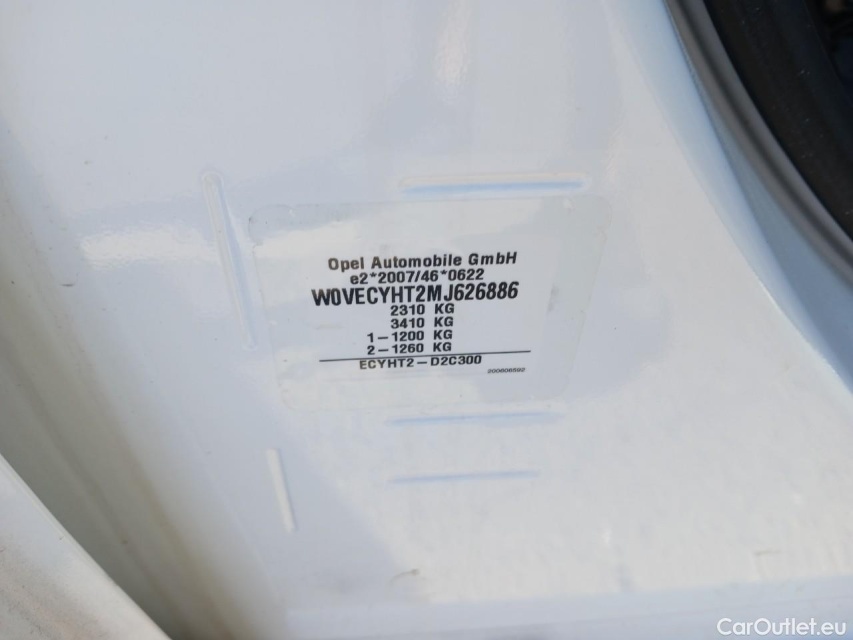 Opel Automobile GmbH
e2*2007/46*0622
W0VECYHT2MJ626886
2310 KG
3410 KG
1-1200 KG
2-1260 KG
ECYHT2-D2C300
CarOutlet.eu